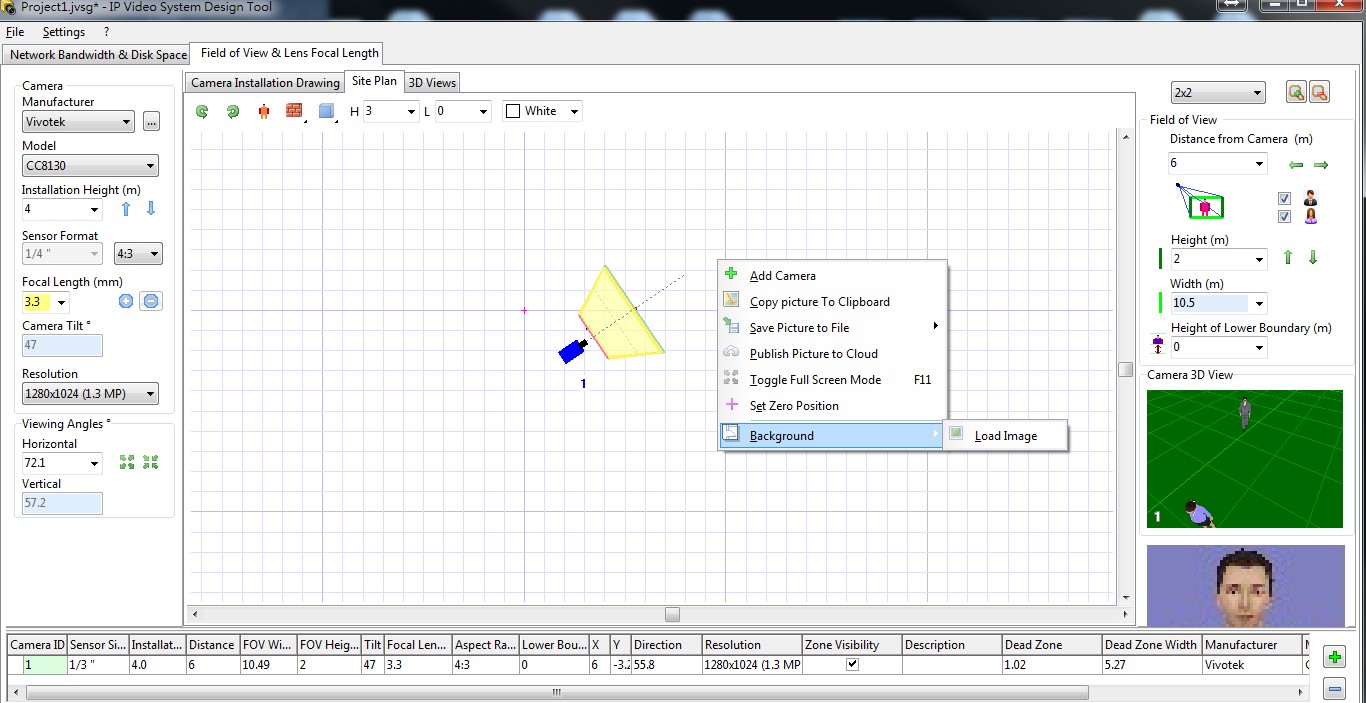 Project1.jvsg* - IP Video System Design Tool
File Settings ?
Network Bandwidth & Disk Space Field of View & Lens Focal Length
Camera
Manufacturer
Vivotek ...
Model
CC8130
Installation Height (m)
4
Sensor Format
1/4 " 4:3
Focal Length (mm)
3.3
Camera Tilt °
47
Resolution
1280x1024 (1.3 MP)
Viewing Angles °
Horizontal
72.1
Vertical
57.2
Camera Installation Drawing Site Plan 3D Views
H 3 L 0 White
1
Add Camera
Copy picture To Clipboard
Save Picture to File
Publish Picture to Cloud
Toggle Full Screen Mode F11
Set Zero Position
Background
Load Image
2x2
Field of View
Distance from Camera (m)
6
Height (m)
2
Width (m)
10.5
Height of Lower Boundary (m)
0
Camera 3D View
1
Camera ID Sensor Si... Installat... Distance FOV Wi... FOV Heig... Tilt Focal Len... Aspect Ra... Lower Bou... X Y Direction Resolution Zone Visibility Description Dead Zone Dead Zone Width Manufacturer
1 1/3 " 4.0 6 10.49 2 47 3.3 4:3 0 6 -3.2 55.8 1280x1024 (1.3 MP 1.02 5.27 Vivotek